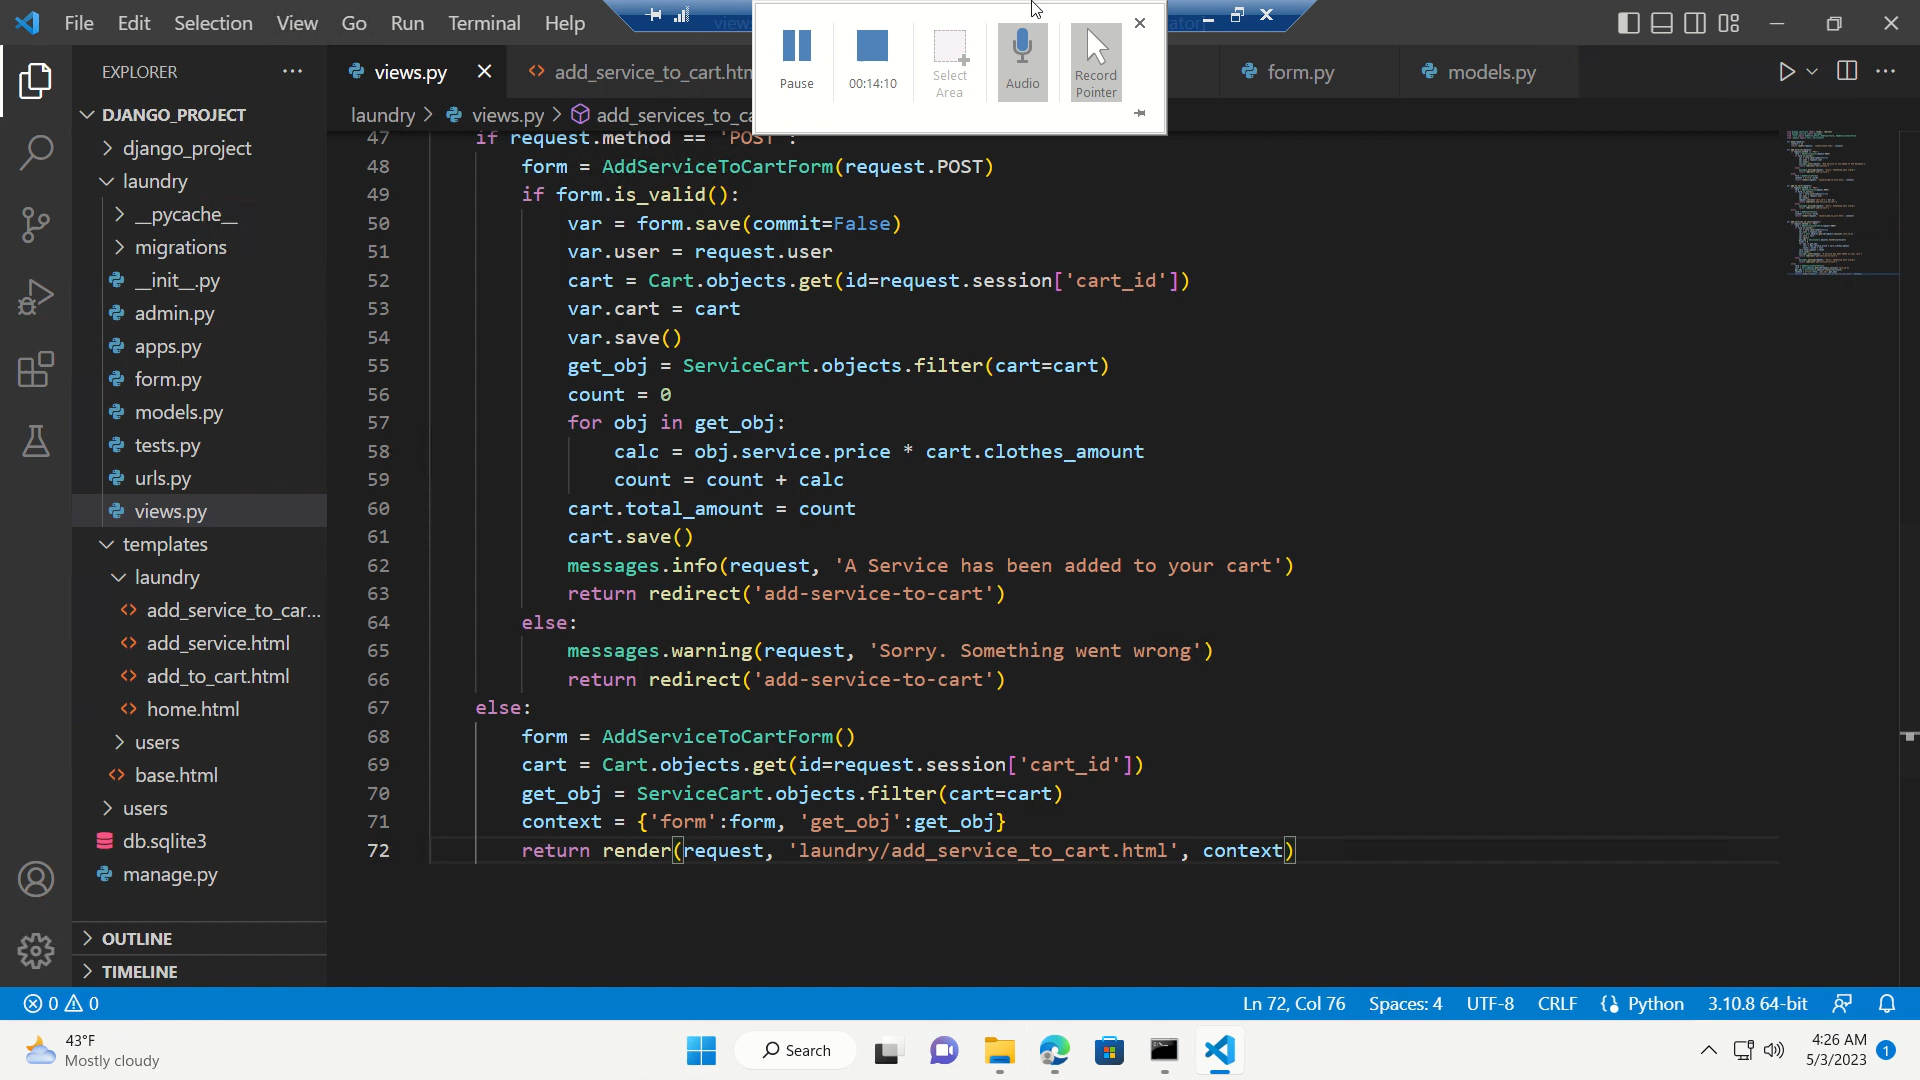 File Edit Selection View Go Run Terminal Help
Pause
00:14:10
Select Area
Audio
Record Pointer
EXPLORER
views.py
add_service_to_cart.htm
form.py
models.py
laundry > views.py > add_services_to_ca
DJANGO_PROJECT
django_project
laundry
__pycache__
migrations
__init__.py
admin.py
apps.py
form.py
models.py
tests.py
urls.py
views.py
templates
laundry
add_service_to_car...
add_service.html
add_to_cart.html
home.html
users
base.html
users
db.sqlite3
manage.py
OUTLINE
TIMELINE
47 if request.method == 'POST':
48 form = AddServiceToCartForm(request.POST)
49 if form.is_valid():
50 var = form.save(commit=False)
51 var.user = request.user
52 cart = Cart.objects.get(id=request.session['cart_id'])
53 var.cart = cart
54 var.save()
55 get_obj = ServiceCart.objects.filter(cart=cart)
56 count = 0
57 for obj in get_obj:
58 calc = obj.service.price * cart.clothes_amount
59 count = count + calc
60 cart.total_amount = count
61 cart.save()
62 messages.info(request, 'A Service has been added to your cart')
63 return redirect('add-service-to-cart')
64 else:
65 messages.warning(request, 'Sorry. Something went wrong')
66 return redirect('add-service-to-cart')
67 else:
68 form = AddServiceToCartForm()
69 cart = Cart.objects.get(id=request.session['cart_id'])
70 get_obj = ServiceCart.objects.filter(cart=cart)
71 context = {'form':form, 'get_obj':get_obj}
72 return render(request, 'laundry/add_service_to_cart.html', context)
0 0
Ln 72, Col 76 Spaces: 4 UTF-8 CRLF Python 3.10.8 64-bit
43°F
Mostly cloudy
Search
4:26 AM
5/3/2023
1